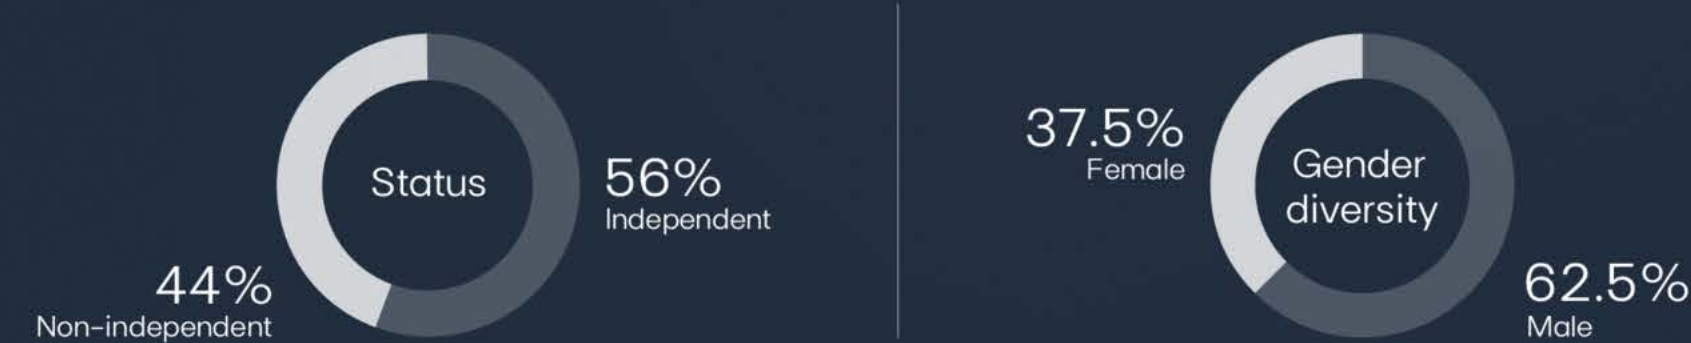 Status
56%
Independent
44%
Non-independent
37.5%
Female
Gender
diversity
62.5%
Male